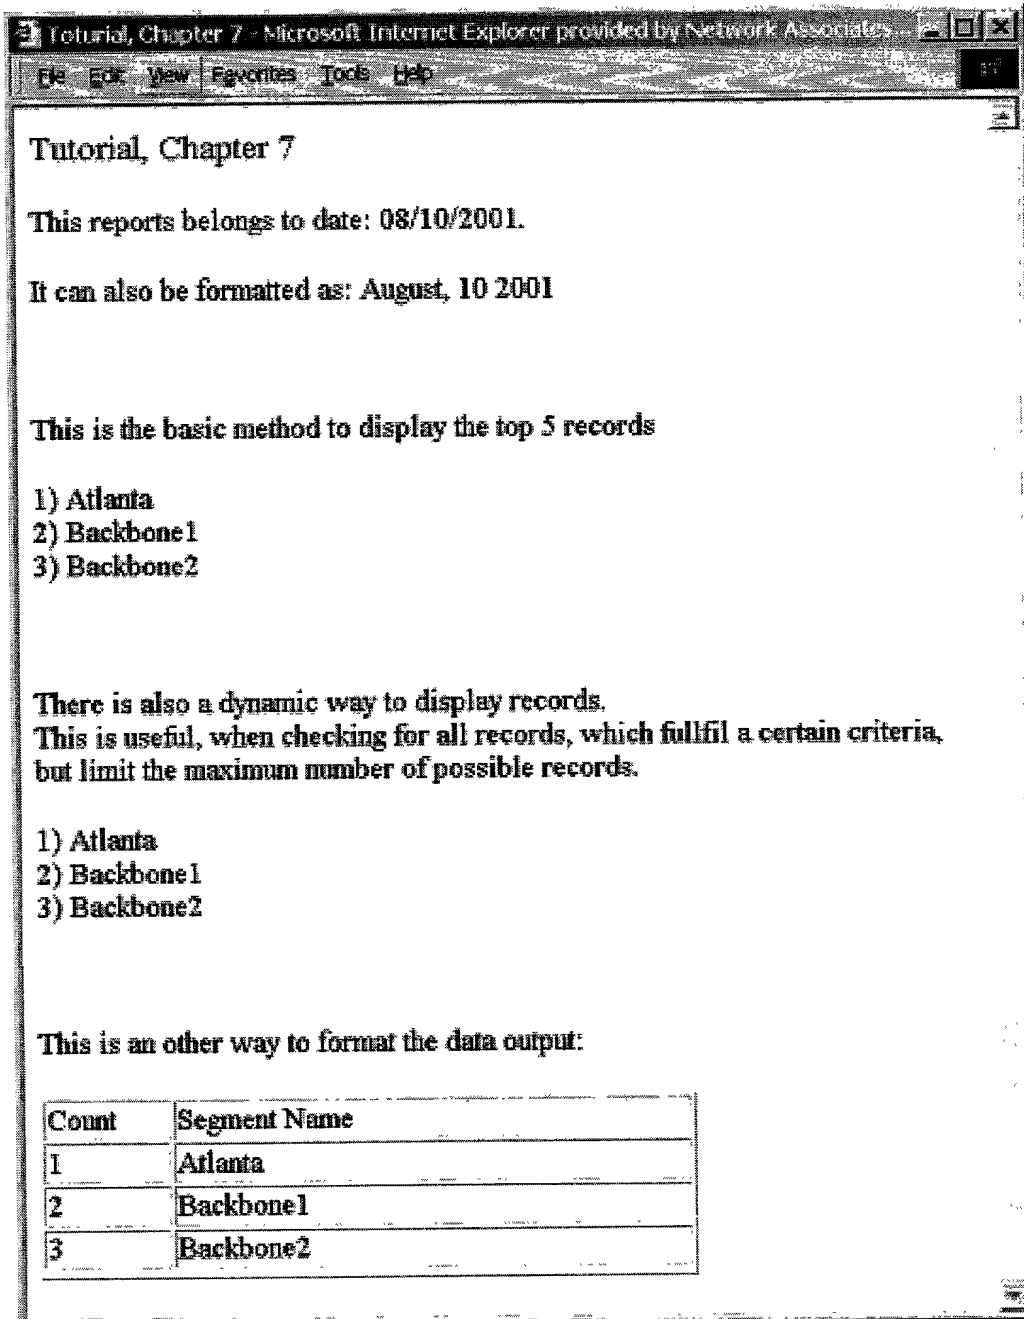 Toturial, Chapter 7 - Microsoft Internet Explorer provided by Network Associates...
File Edit View Favorites Tools Help
Tutorial, Chapter 7
This reports belongs to date: 08/10/2001.
It can also be formatted as: August, 10 2001
This is the basic method to display the top 5 records
1) Atlanta
2) Backbone1
3) Backbone2
There is also a dynamic way to display records.
This is useful, when checking for all records, which fullfil a certain criteria,
but limit the maximum number of possible records.
1) Atlanta
2) Backbone1
3) Backbone2
This is an other way to format the data output:
Count Segment Name
1 Atlanta
2 Backbone1
3 Backbone2